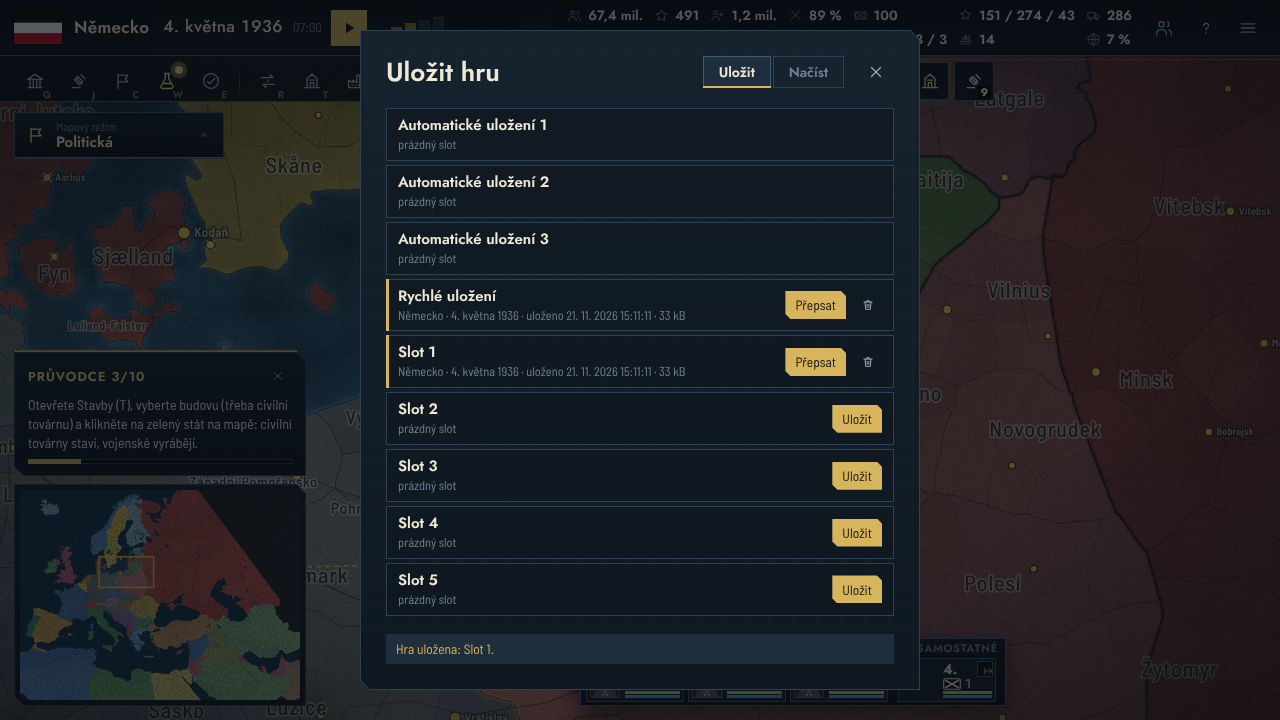 Německo
4. května 1936
07:00
67,4 mil.
491
1,2 mil.
89 %
100
151 / 274 / 43
286
3 / 3
14
7 %
Q
J
C
W
E
R
T
9
Mapový režim
Politická
Uložit hru
Uložit
Načíst
Automatické uložení 1
prázdný slot
Automatické uložení 2
prázdný slot
Automatické uložení 3
prázdný slot
Rychlé uložení
Německo · 4. května 1936 · uloženo 21. 11. 2026 15:11:11 · 33 kB
Přepsat
Slot 1
Německo · 4. května 1936 · uloženo 21. 11. 2026 15:11:11 · 33 kB
Přepsat
Slot 2
prázdný slot
Uložit
Slot 3
prázdný slot
Uložit
Slot 4
prázdný slot
Uložit
Slot 5
prázdný slot
Uložit
Hra uložena: Slot 1.
PRŮVODCE 3/10
Otevřete Stavby (T), vyberte budovu (třeba civilní
továrnu) a klikněte na zelený stát na mapě: civilní
továrny staví, vojenské vyrábějí.
Skåne
Aarhus
Kodaň
Sjælland
Fyn
Lolland-Falster
Západní Pomořansko
Sasko
Lužice
Vratislav
Latgale
Vitebsk
Vitebsk
Vilnius
Minsk
Novogrudek
Bobrujsk
Polesí
Žytomyr
SAMOSTATNÉ
4.
1